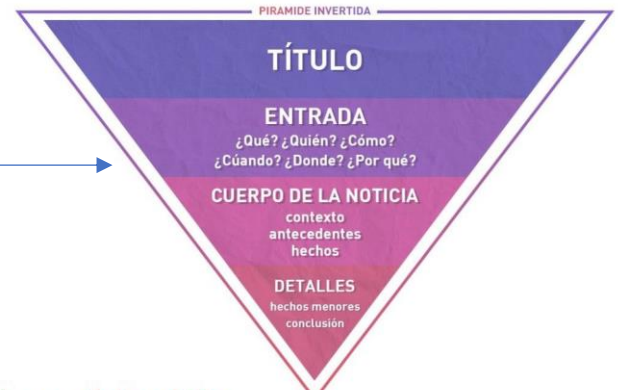 PIRAMIDE INVERTIDA
TÍTULO
ENTRADA
¿Qué? ¿Quién? ¿Cómo?
¿Cúando? ¿Donde? ¿Por qué?
CUERPO DE LA NOTICIA
contexto
antecedentes
hechos
DETALLES
hechos menores
conclusión